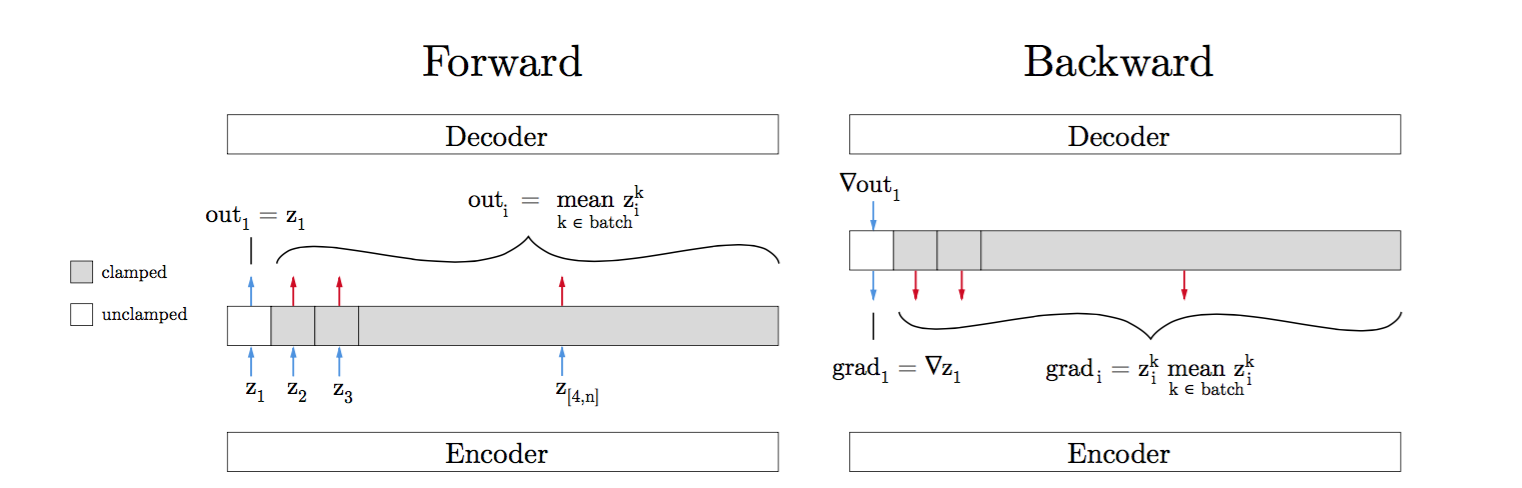 Forward
Decoder
out₁ = z₁
outᵢ = mean zᵢᵏ
k ∈ batch
clamped
unclamped
z₁ z₂ z₃ z[4,n]
Encoder
Backward
Decoder
∇out₁
grad₁ = ∇z₁
gradᵢ = zᵢᵏ mean zᵢᵏ
k ∈ batch
Encoder